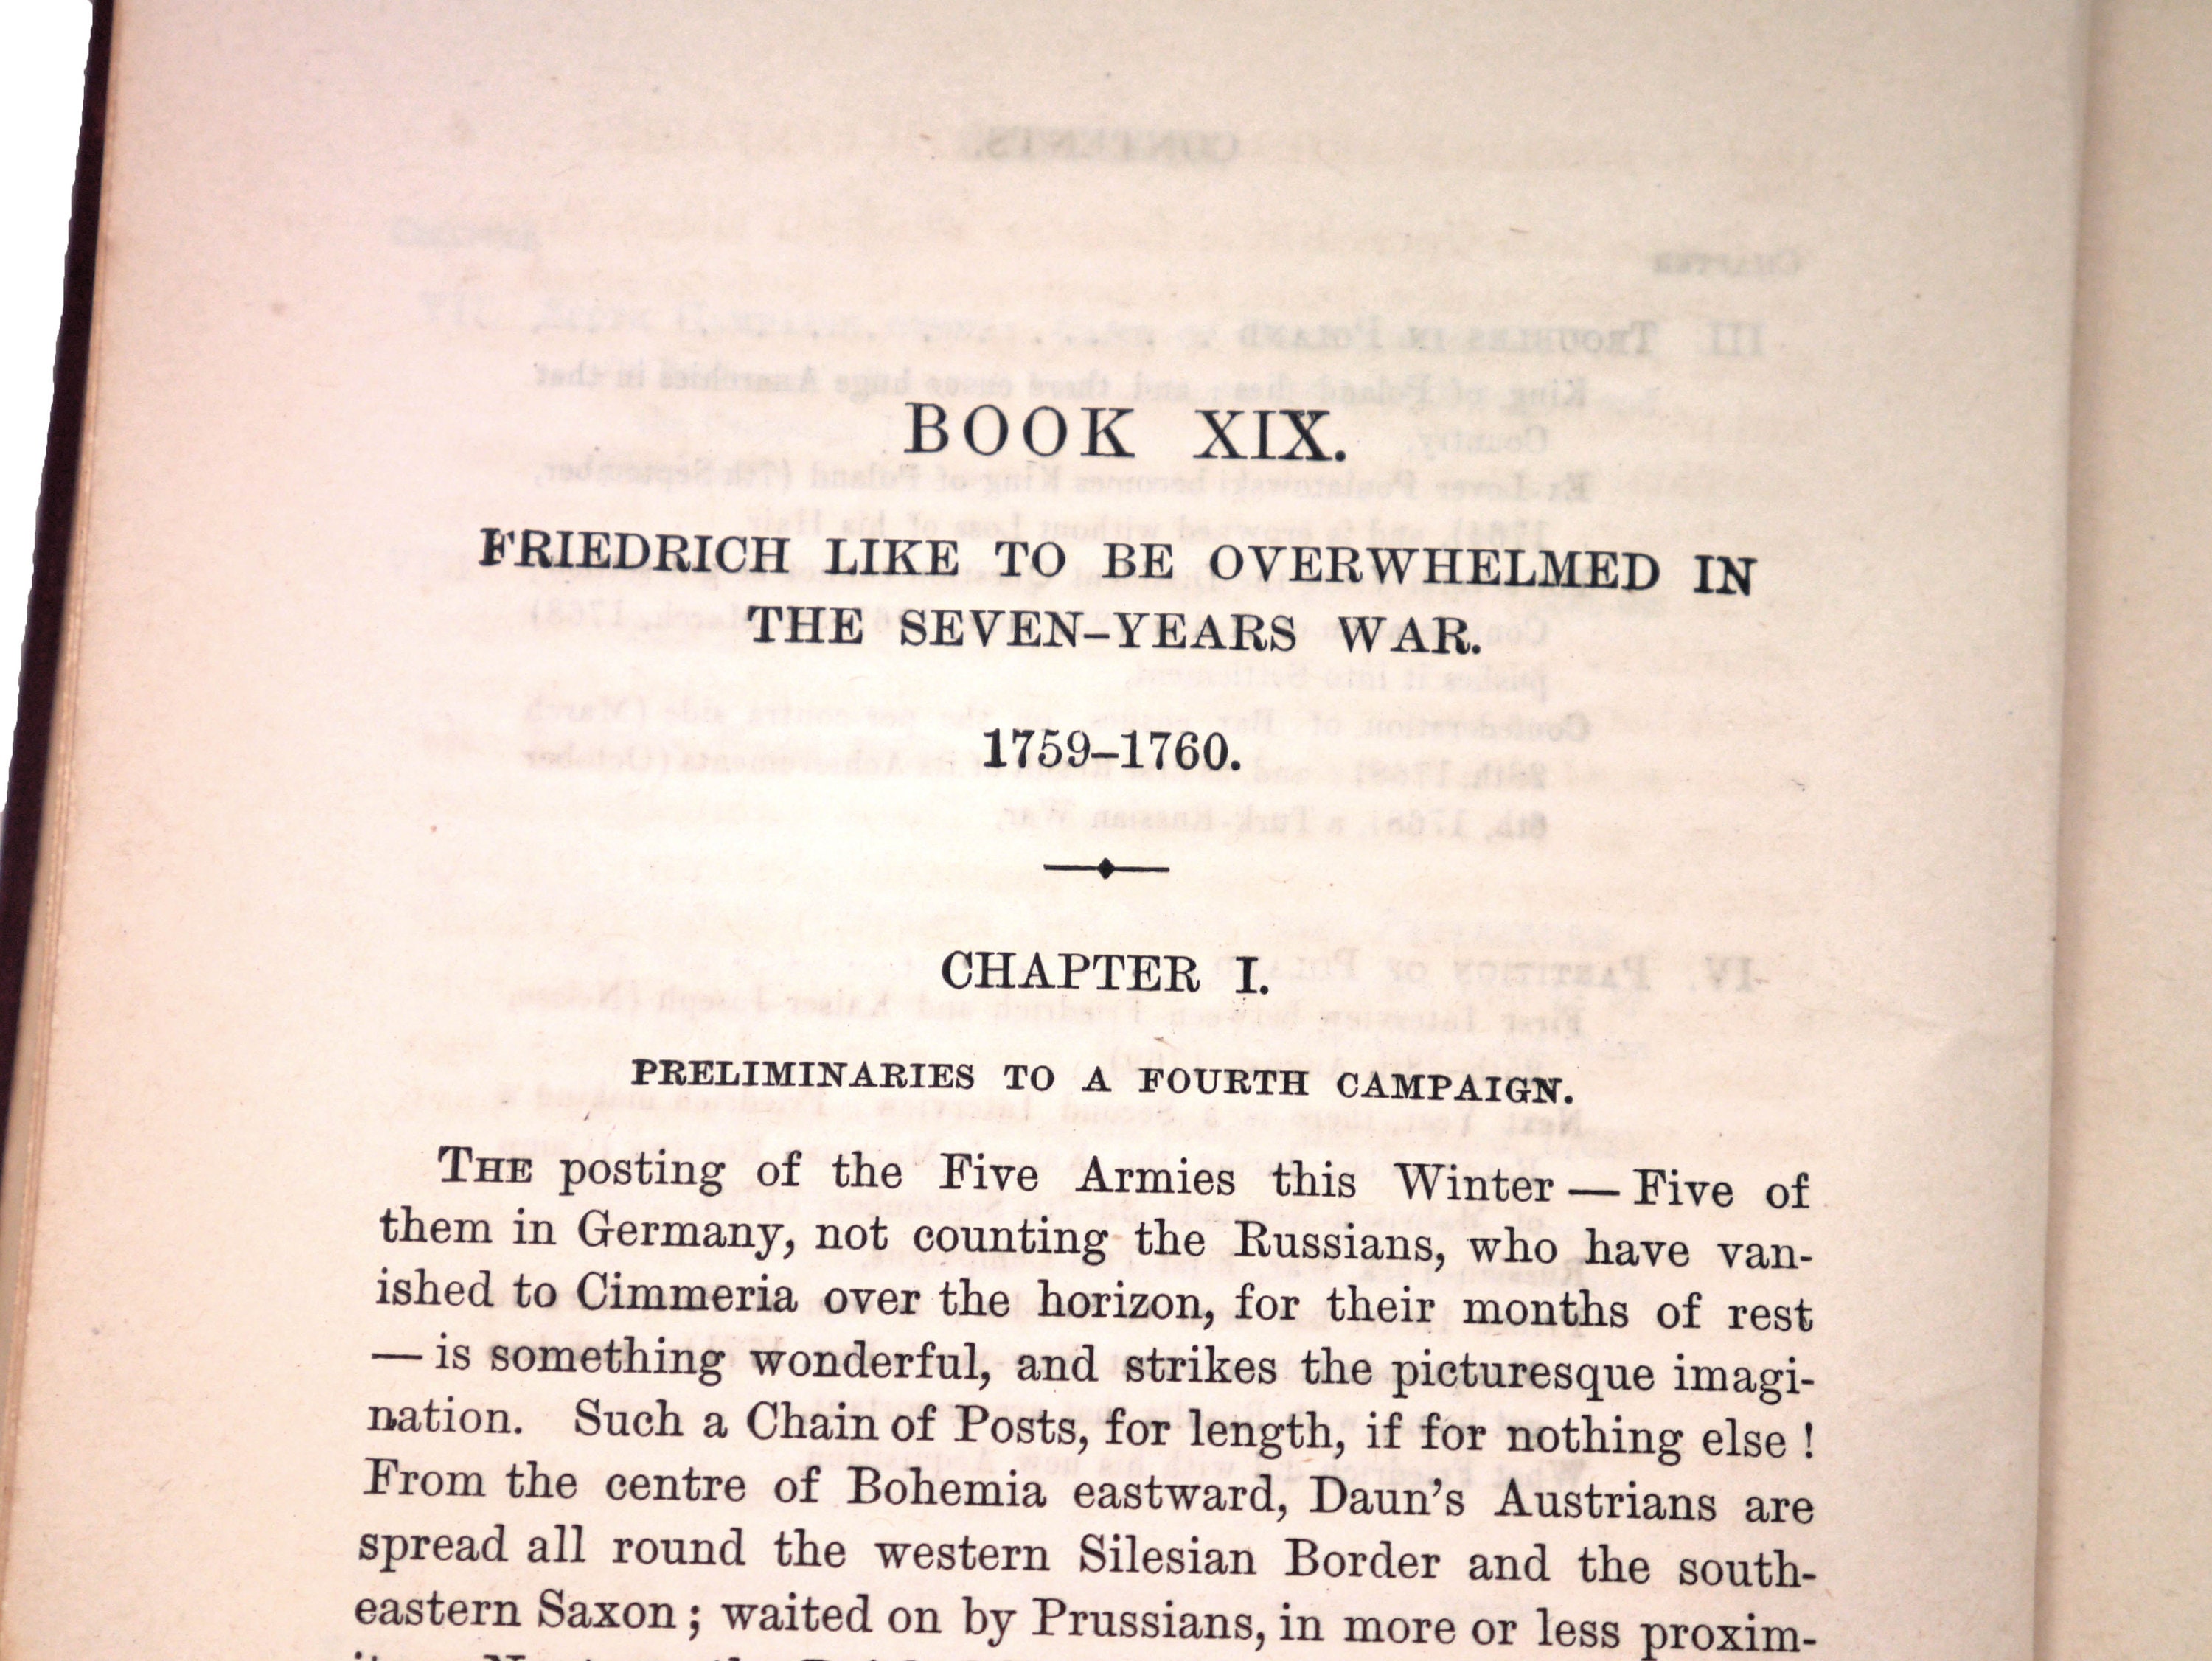 BOOK XIX.
FRIEDRICH LIKE TO BE OVERWHELMED IN
THE SEVEN-YEARS WAR.
1759–1760.
CHAPTER I.
PRELIMINARIES TO A FOURTH CAMPAIGN.
THE posting of the Five Armies this Winter — Five of
them in Germany, not counting the Russians, who have van-
ished to Cimmeria over the horizon, for their months of rest
— is something wonderful, and strikes the picturesque imagi-
nation. Such a Chain of Posts, for length, if for nothing else!
From the centre of Bohemia eastward, Daun's Austrians are
spread all round the western Silesian Border and the south-
eastern Saxon; waited on by Prussians, in more or less proxim-